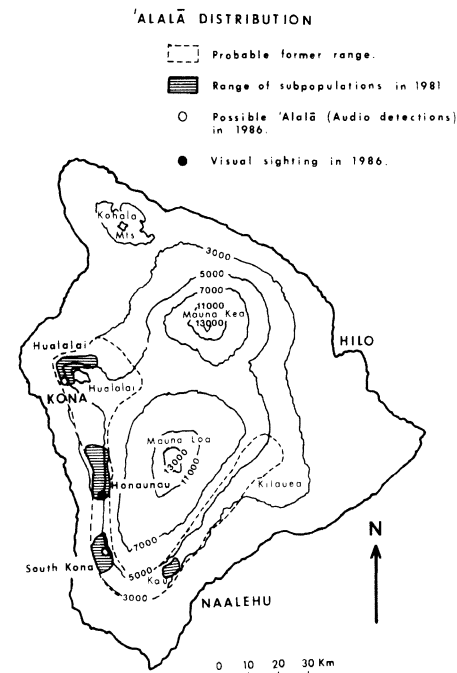 'ALALĀ DISTRIBUTION
Probable former range.
Range of subpopulations in 1981
Possible 'Alalā (Audio detections)
in 1986.
Visual sighting in 1986.
Kohala
Mts
3000
5000
7000
11000
Mauna Kea
13000
Hualalai
HILO
Hualalai
KONA
Mauna Loa
13000
11000
Honaunau
Kilauea
7000
N
South Kona
5000
Kau
3000
NAALEHU
0 10 20 30 Km